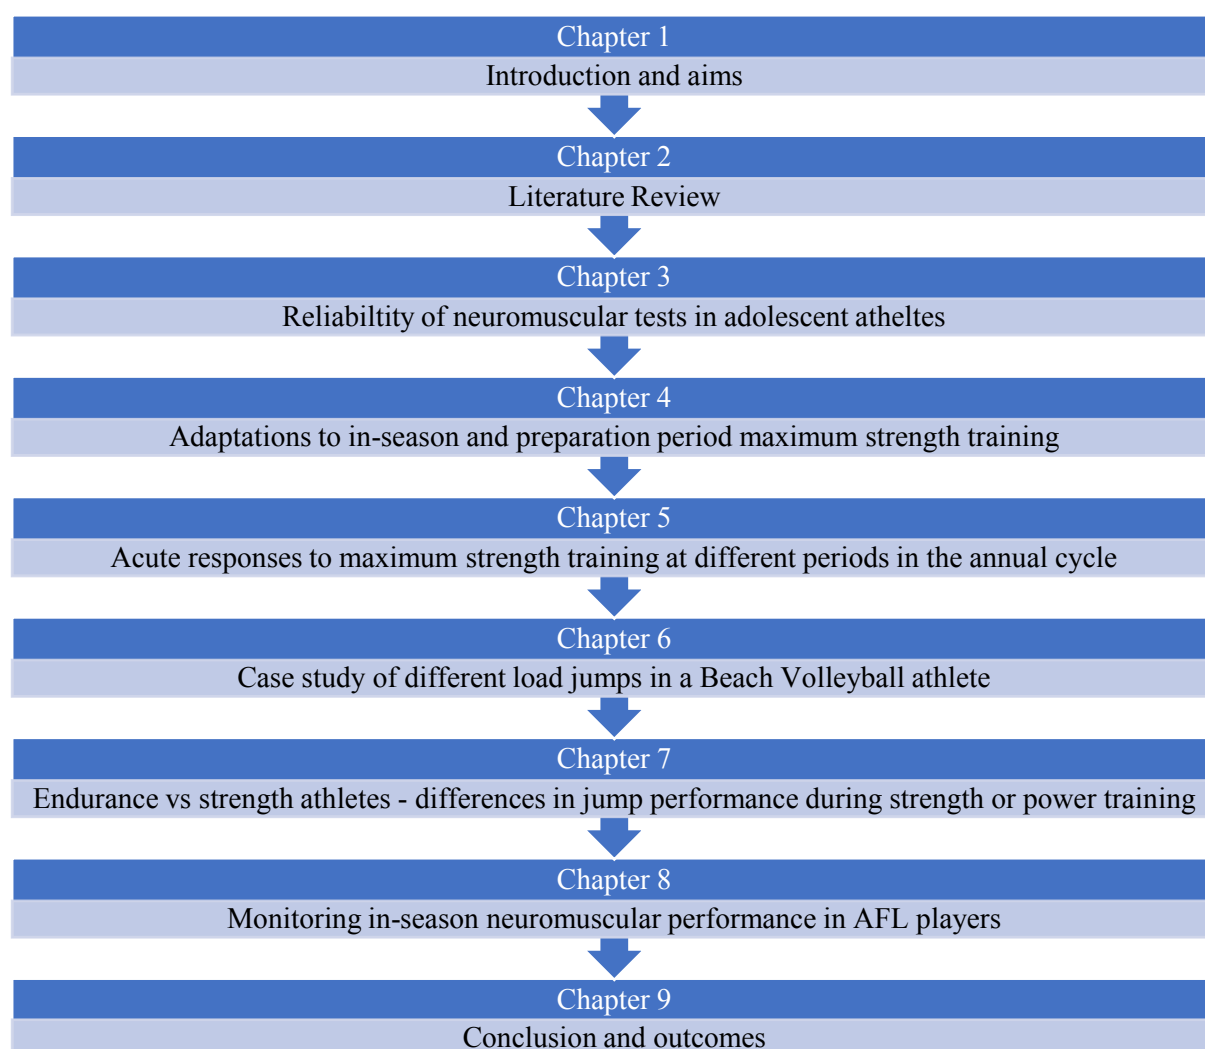 Chapter 1
Introduction and aims
Chapter 2
Literature Review
Chapter 3
Reliabiltity of neuromuscular tests in adolescent atheltes
Chapter 4
Adaptations to in-season and preparation period maximum strength training
Chapter 5
Acute responses to maximum strength training at different periods in the annual cycle
Chapter 6
Case study of different load jumps in a Beach Volleyball athlete
Chapter 7
Endurance vs strength athletes - differences in jump performance during strength or power training
Chapter 8
Monitoring in-season neuromuscular performance in AFL players
Chapter 9
Conclusion and outcomes